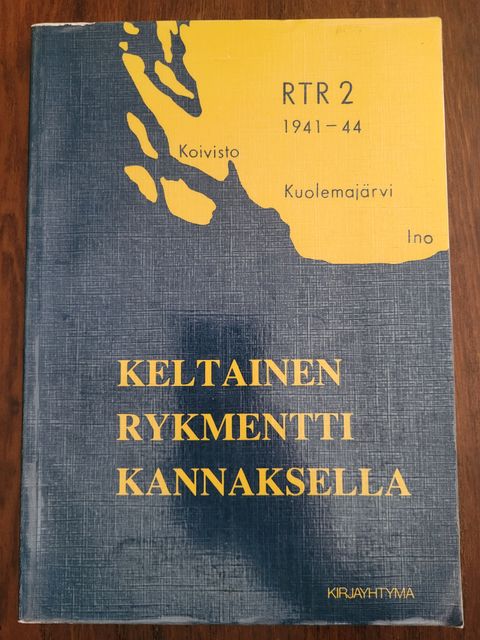 RTR 2
1941-44
Koivisto
Kuolemajärvi
Ino
KELTAINEN
RYKMENTTI
KANNAKSELLA
KIRJAYHTYMÄ